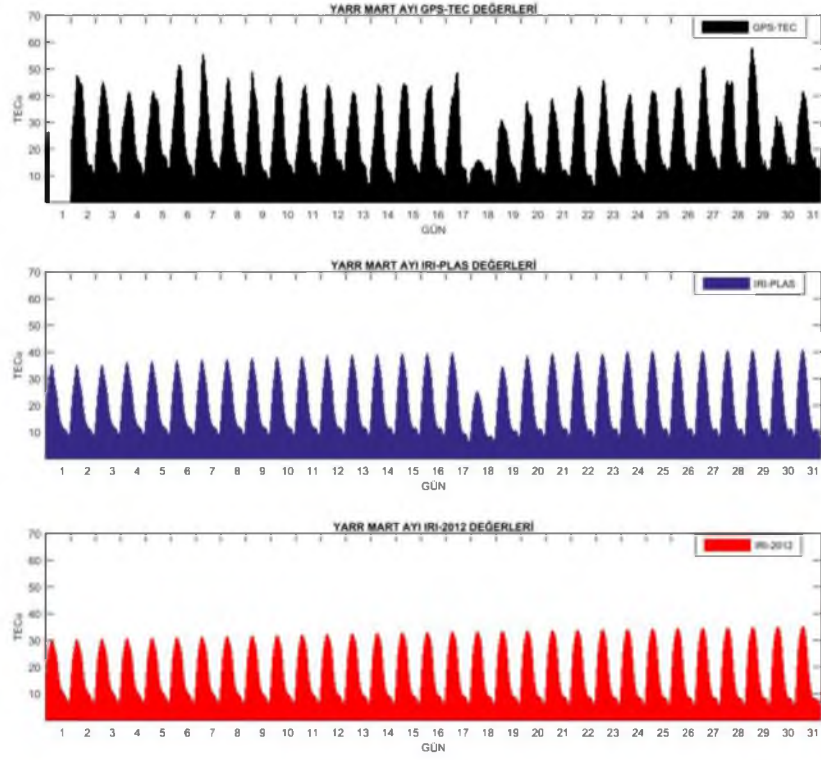 YARR MART AYI GPS-TEC DEĞERLERİ
GPS-TEC
70
60
50
40
30
20
10
TECu
1 2 3 4 5 6 7 8 9 10 11 12 13 14 15 16 17 18 19 20 21 22 23 24 25 26 27 28 29 30 31
GÜN
YARR MART AYI IRI-PLAS DEĞERLERİ
IRI-PLAS
70
60
50
40
30
20
10
TECu
1 2 3 4 5 6 7 8 9 10 11 12 13 14 15 16 17 18 19 20 21 22 23 24 25 26 27 28 29 30 31
GÜN
YARR MART AYI IRI-2012 DEĞERLERİ
IRI-2012
70
60
50
40
30
20
10
TECu
1 2 3 4 5 6 7 8 9 10 11 12 13 14 15 16 17 18 19 20 21 22 23 24 25 26 27 28 29 30 31
GÜN